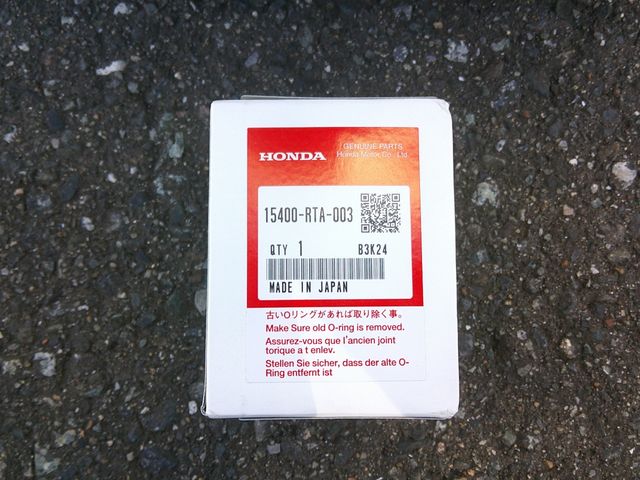 HONDA
GENUINE PARTS
Honda Motor Co., Ltd.
15400-RTA-003
QTY 1 B3K24
MADE IN JAPAN
古いOリングがあれば取り除く事。
Make Sure old O-ring is removed.
Assurez-vous que l'ancien joint
torique a t enlev.
Stellen Sie sicher, dass der alte O-
Ring entfernt ist